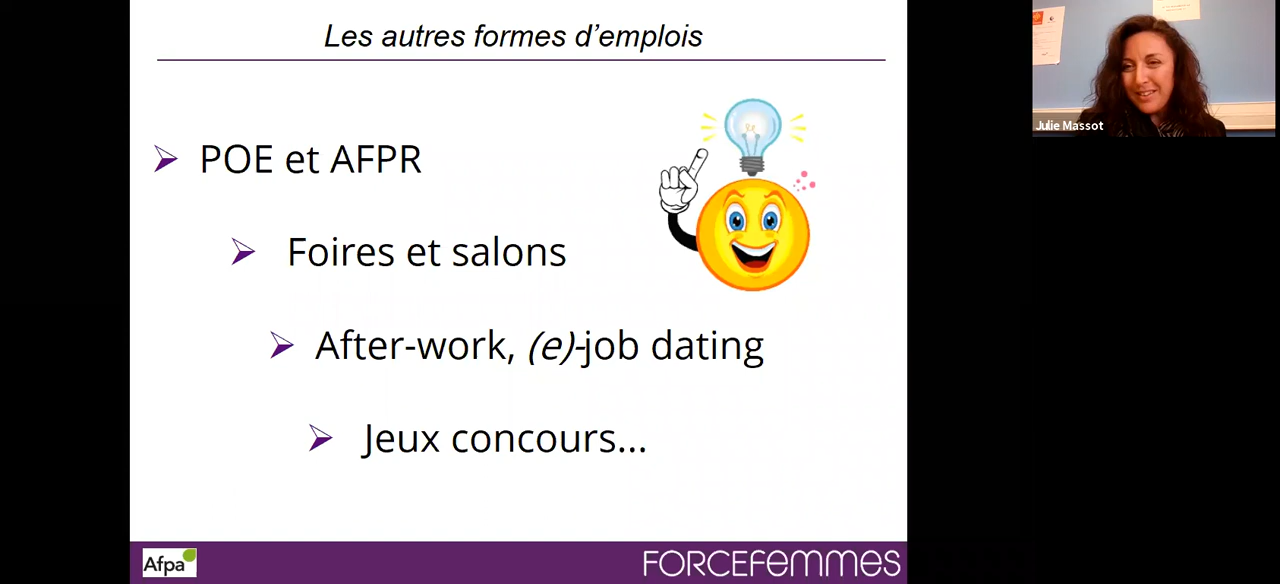 Les autres formes d’emplois
POE et AFPR
Foires et salons
After-work, (e)-job dating
Jeux concours...
Afpa
FORCEFEMMES
Julie Massot